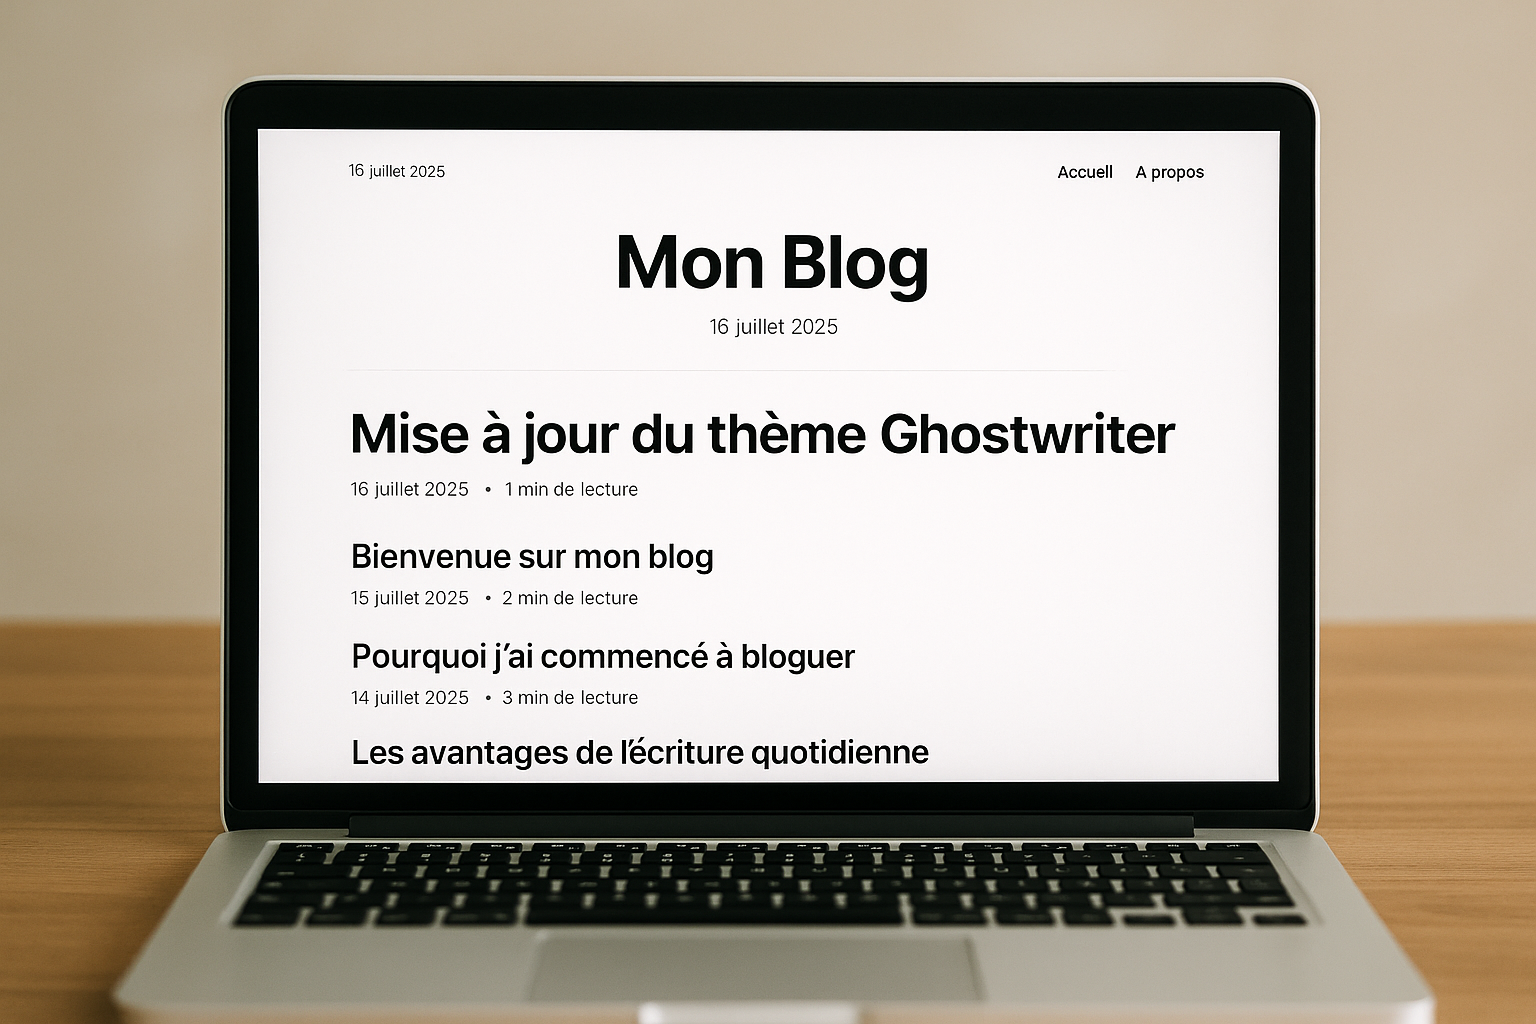 16 juillet 2025
Accueil A propos
Mon Blog
16 juillet 2025
Mise à jour du thème Ghostwriter
16 juillet 2025 • 1 min de lecture
Bienvenue sur mon blog
15 juillet 2025 • 2 min de lecture
Pourquoi j’ai commencé à bloguer
14 juillet 2025 • 3 min de lecture
Les avantages de l’écriture quotidienne